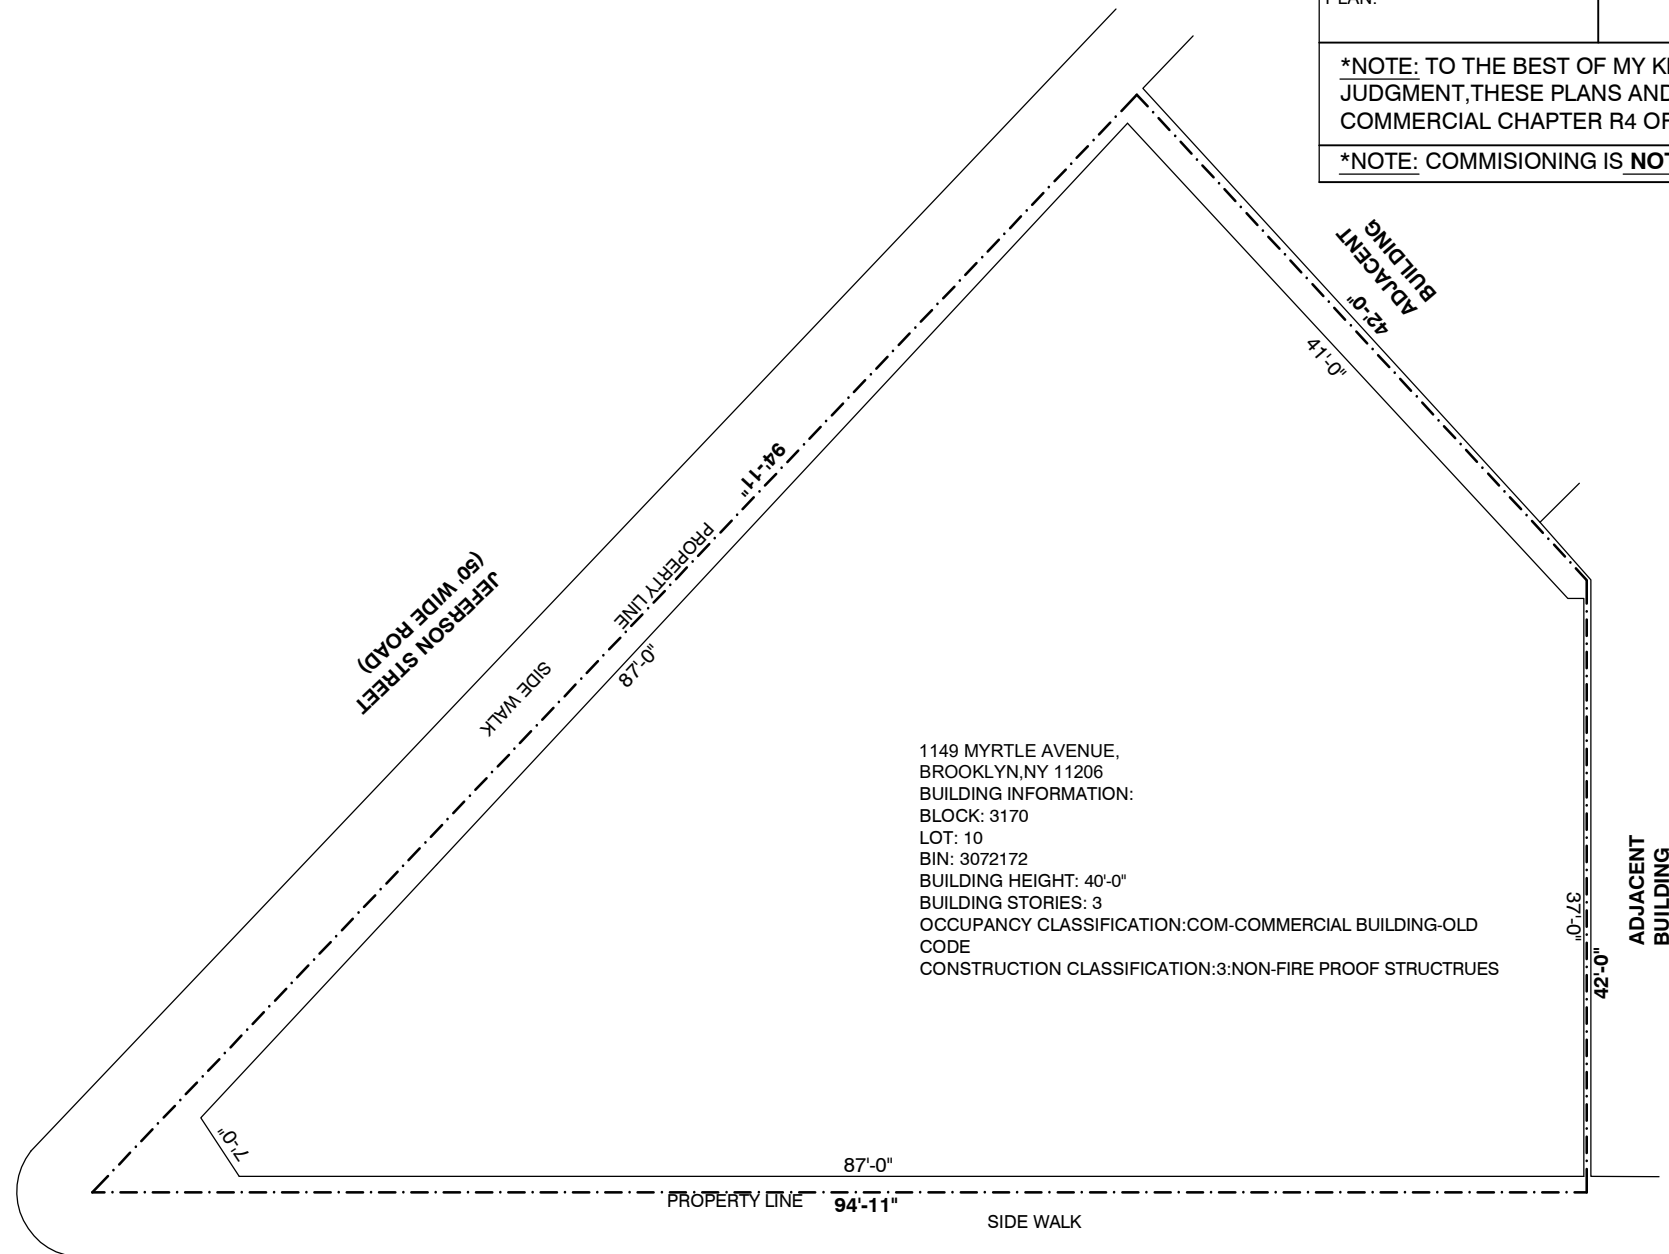 PLAN.
*NOTE: TO THE BEST OF MY
JUDGMENT,THESE PLANS AND
COMMERCIAL CHAPTER R4
*NOTE: COMMISIONING IS NOT
ADJACENT
BUILDING
42'-0"
41'-0"
94'-11"
PROPERTY LINE
JEFERSON STREET
(50' WIDE ROAD)
SIDE WALK
87'-0"
1149 MYRTLE AVENUE,
BROOKLYN,NY 11206
BUILDING INFORMATION:
BLOCK: 3170
LOT: 10
BIN: 3072172
BUILDING HEIGHT: 40'-0"
BUILDING STORIES: 3
OCCUPANCY CLASSIFICATION:COM-COMMERCIAL BUILDING-OLD
CODE
CONSTRUCTION CLASSIFICATION:3:NON-FIRE PROOF STRUCTRUES
37'-0"
42'-0"
ADJACENT
BUILDING
7'-0"
87'-0"
PROPERTY LINE
94'-11"
SIDE WALK